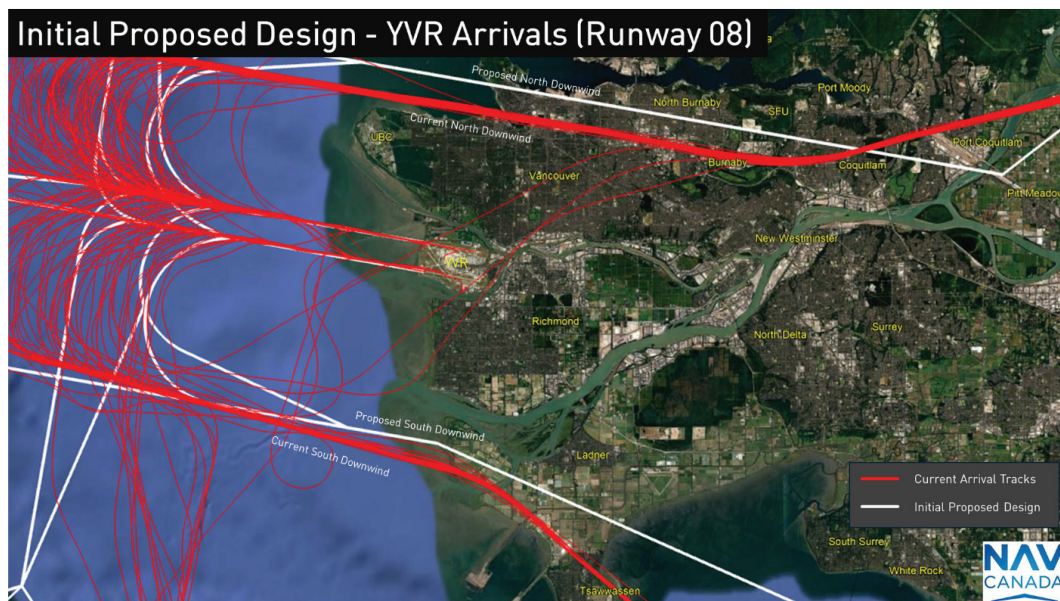 Initial Proposed Design - YVR Arrivals (Runway 08)
Proposed North Downwind
Port Moody
North Burnaby
SFU
Current North Downwind
UBC
Port Coquitlam
Burnaby
Coquitlam
Vancouver
Pitt Meadow
New Westminster
YVR
Richmond
North Delta
Surrey
Proposed South Downwind
Current South Downwind
Ladner
Current Arrival Tracks
Initial Proposed Design
South Surrey
White Rock
Tsawwassen
NAV
CANADA